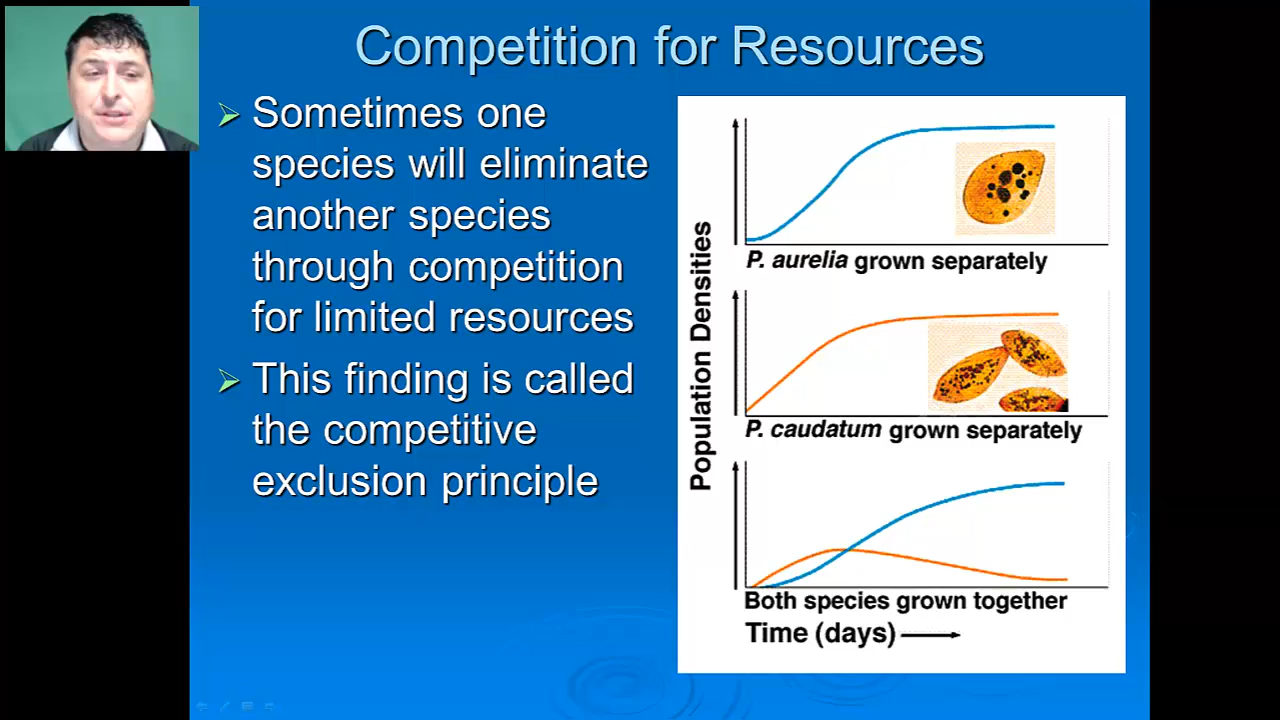 Competition for Resources
Sometimes one
species will eliminate
another species
through competition
for limited resources
This finding is called
the competitive
exclusion principle
Population Densities
P. aurelia grown separately
P. caudatum grown separately
Both species grown together
Time (days)